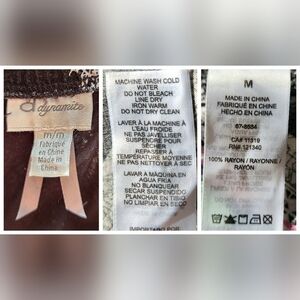 dynamite
m/m
Fabriqué
en Chine
Made in
China
MACHINE WASH COLD
WATER
DO NOT BLEACH
LINE DRY
IRON WARM
DO NOT DRY CLEAN
LAVER À LA MACHINE À
L'EAU FROIDE
NE PAS JAVELLISER
SUSPENDRE POUR
SÉCHER
REPASSER À
TEMPÉRATURE MOYENNE
NE PAS NETTOYER À SEC
LAVAR A MÁQUINA EN
AGUA FRIA
NO BLANQUEAR
SECAR SUSPENDIDO
PLANCHAR EN TIBIO
NO LIMPIAR EN SECO
M
MADE IN CHINA
FABRIQUÉ EN CHINE
HECHO EN CHINA
CA# 11319
RN# 121340
100% RAYON / RAYONNE /
RAYÓN